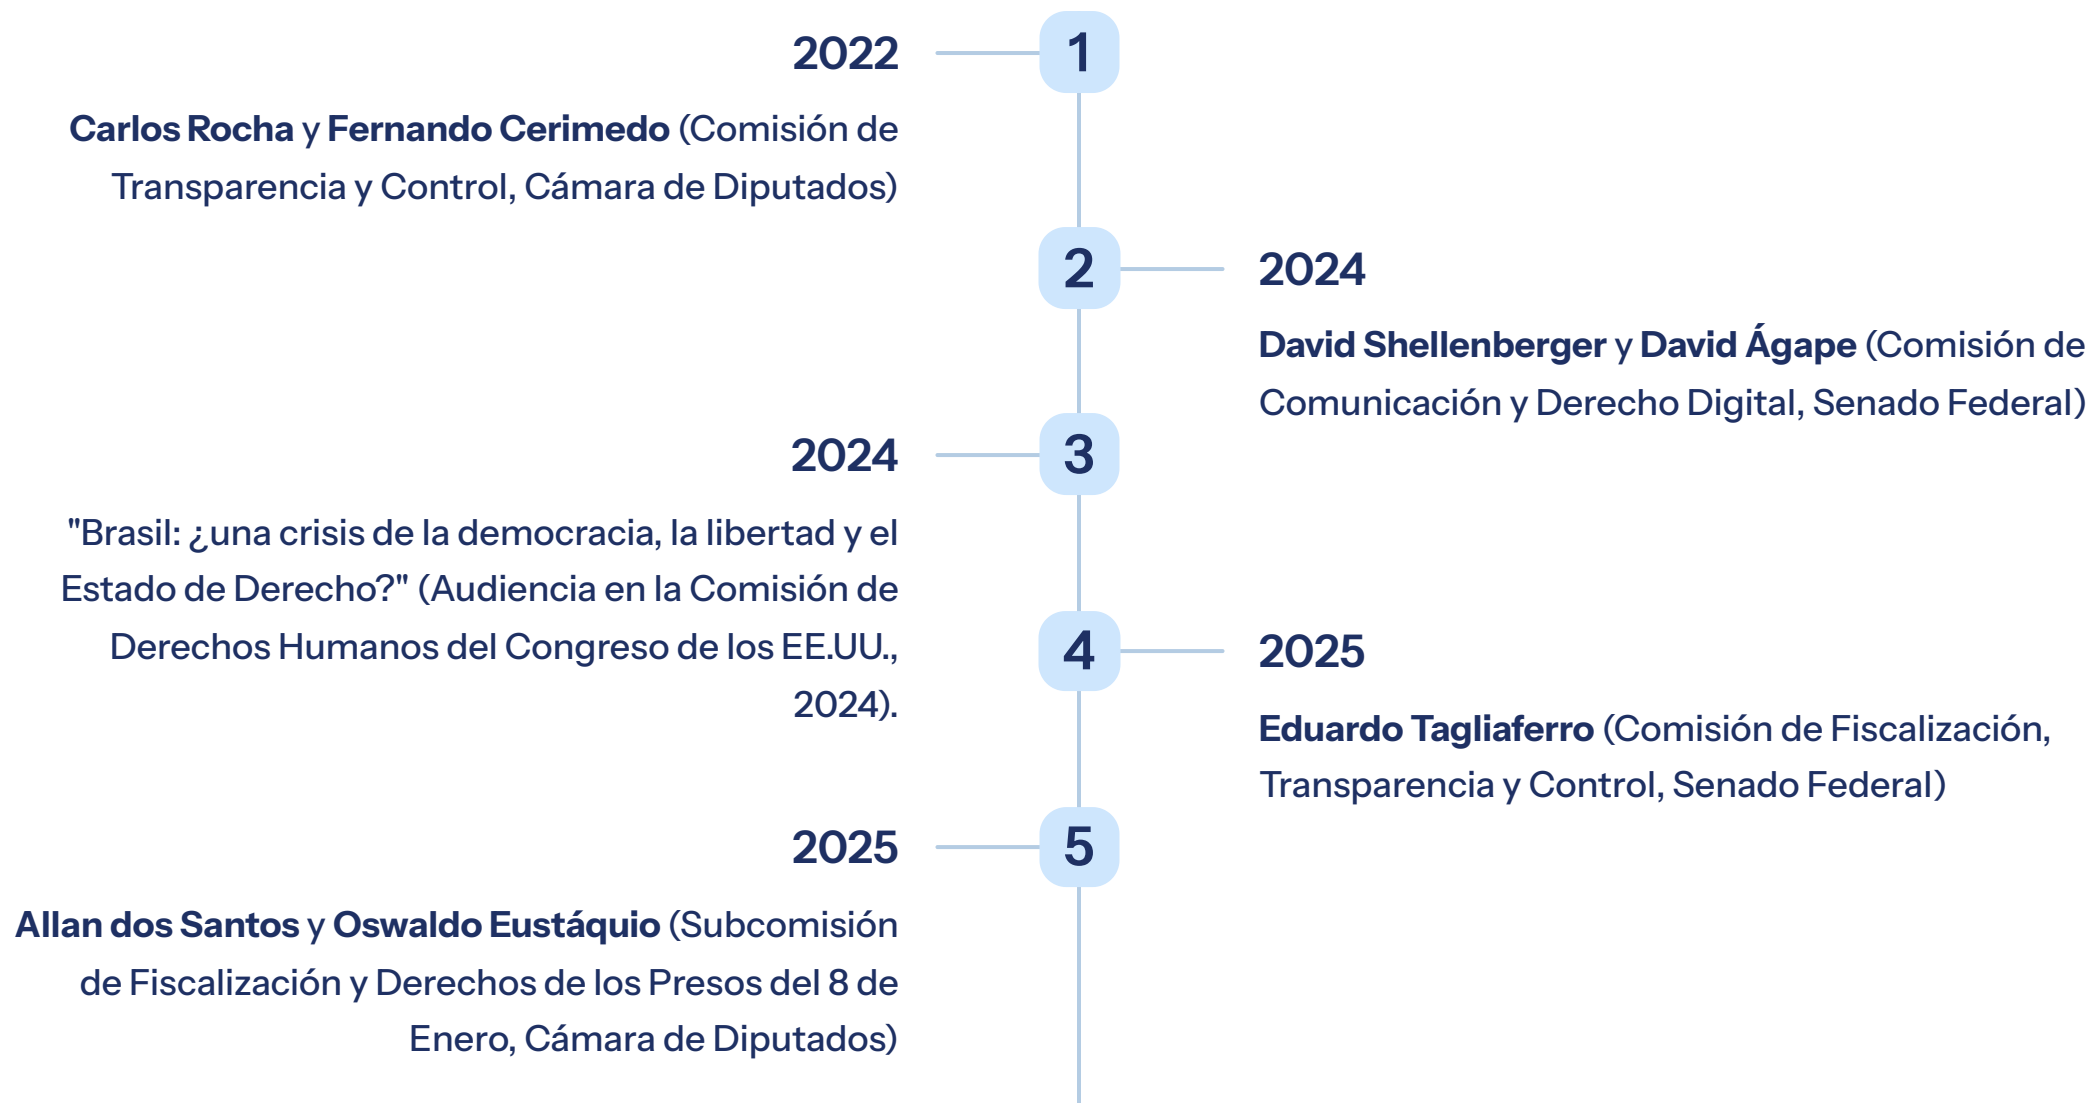 1
2022
Carlos Rocha y Fernando Cerimedo (Comisión de
Transparencia y Control, Cámara de Diputados)
2
2024
David Shellenberger y David Ágape (Comisión de
Comunicación y Derecho Digital, Senado Federal)
3
2024
"Brasil: ¿una crisis de la democracia, la libertad y el
Estado de Derecho?" (Audiencia en la Comisión de
Derechos Humanos del Congreso de los EE.UU.,
2024).
4
2025
Eduardo Tagliaferro (Comisión de Fiscalización,
Transparencia y Control, Senado Federal)
5
2025
Allan dos Santos y Oswaldo Eustáquio (Subcomisión
de Fiscalización y Derechos de los Presos del 8 de
Enero, Cámara de Diputados)